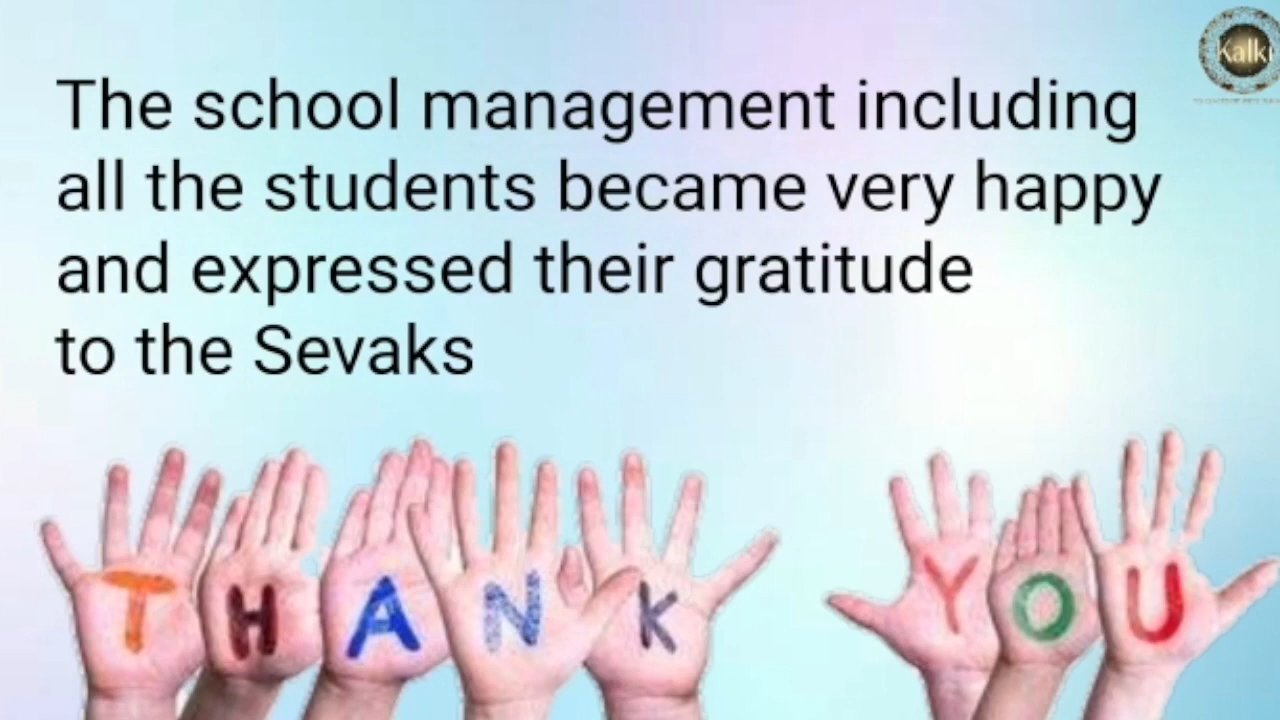 Kalki
The school management including
all the students became very happy
and expressed their gratitude
to the Sevaks
THANK YOU